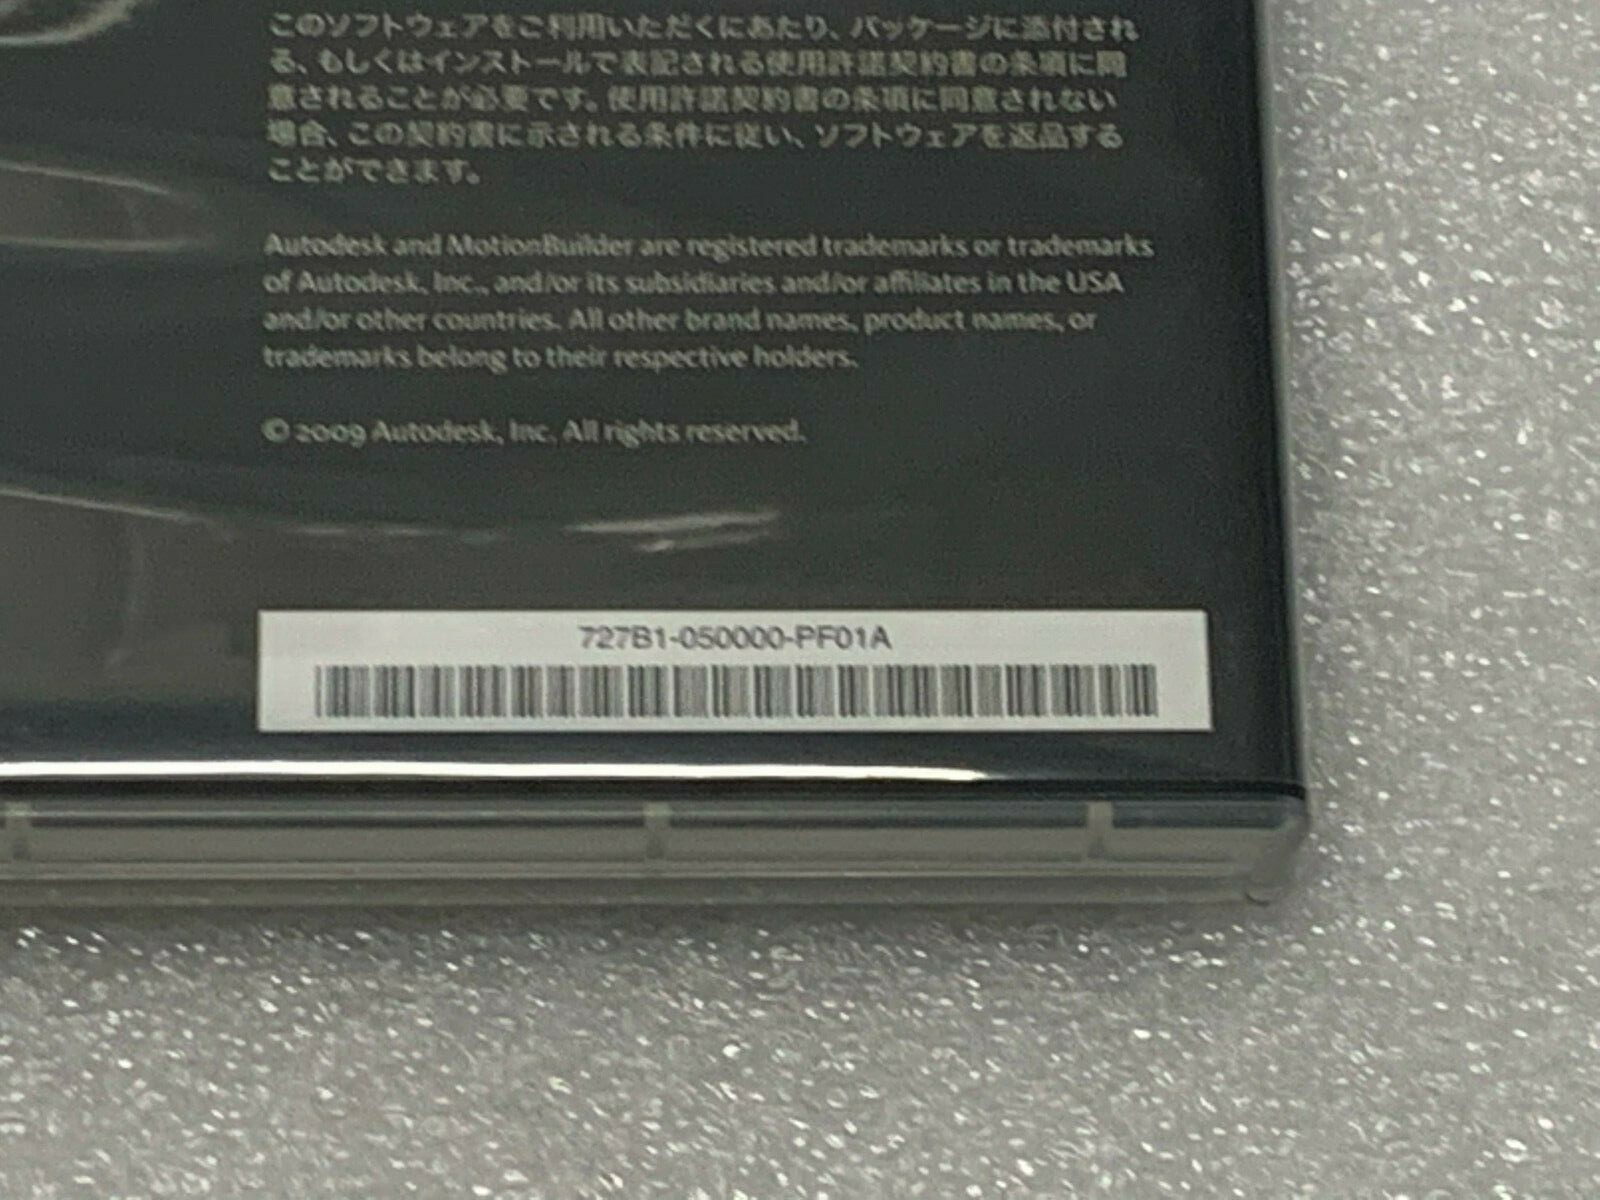 このソフトウェアをご利用いただくにあたり、パッケージに添付され
る、もしくはインストールで表記される使用許諾契約書の条項に同
意されることが必要です。使用許諾契約書の条項に同意されない
場合、この契約書に示される条件に従い、ソフトウェアを返品する
ことができます。
Autodesk and MotionBuilder are registered trademarks or trademarks
of Autodesk, Inc., and/or its subsidiaries and/or affiliates in the USA
and/or other countries. All other brand names, product names, or
trademarks belong to their respective holders.
© 2009 Autodesk, Inc. All rights reserved.
727B1-050000-PF01A